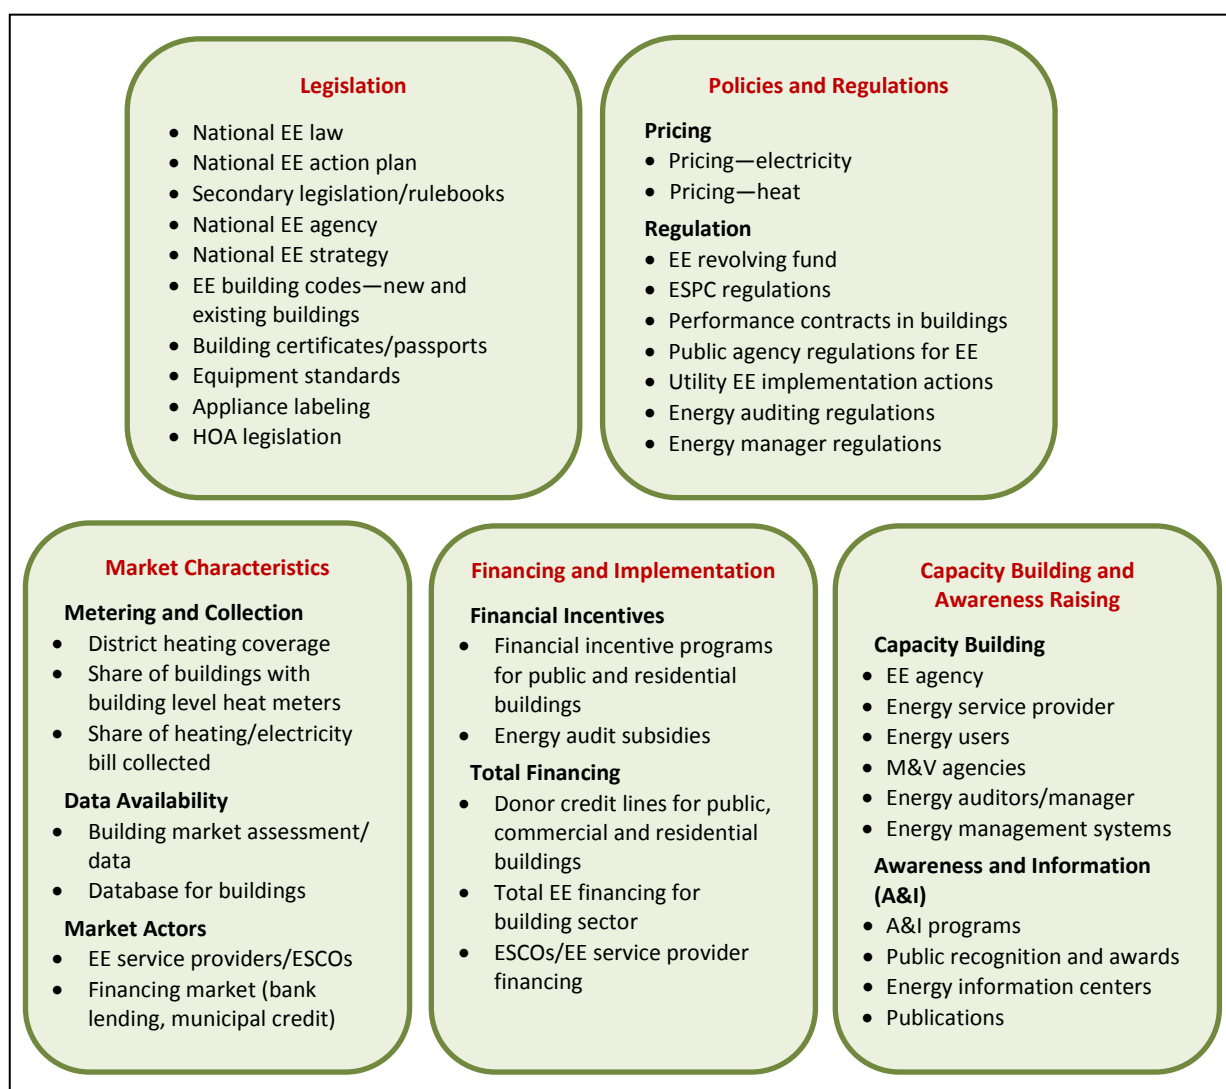 Legislation
• National EE law
• National EE action plan
• Secondary legislation/rulebooks
• National EE agency
• National EE strategy
• EE building codes—new and
existing buildings
• Building certificates/passports
• Equipment standards
• Appliance labeling
• HOA legislation
Policies and Regulations
Pricing
• Pricing—electricity
• Pricing—heat
Regulation
• EE revolving fund
• ESPC regulations
• Performance contracts in buildings
• Public agency regulations for EE
• Utility EE implementation actions
• Energy auditing regulations
• Energy manager regulations
Market Characteristics
Metering and Collection
• District heating coverage
• Share of buildings with
building level heat meters
• Share of heating/electricity
bill collected
Data Availability
• Building market assessment/
data
• Database for buildings
Market Actors
• EE service providers/ESCOs
• Financing market (bank
lending, municipal credit)
Financing and Implementation
Financial Incentives
• Financial incentive programs
for public and residential
buildings
• Energy audit subsidies
Total Financing
• Donor credit lines for public,
commercial and residential
buildings
• Total EE financing for
building sector
• ESCOs/EE service provider
financing
Capacity Building and
Awareness Raising
Capacity Building
• EE agency
• Energy service provider
• Energy users
• M&V agencies
• Energy auditors/manager
• Energy management systems
Awareness and Information
(A&I)
• A&I programs
• Public recognition and awards
• Energy information centers
• Publications